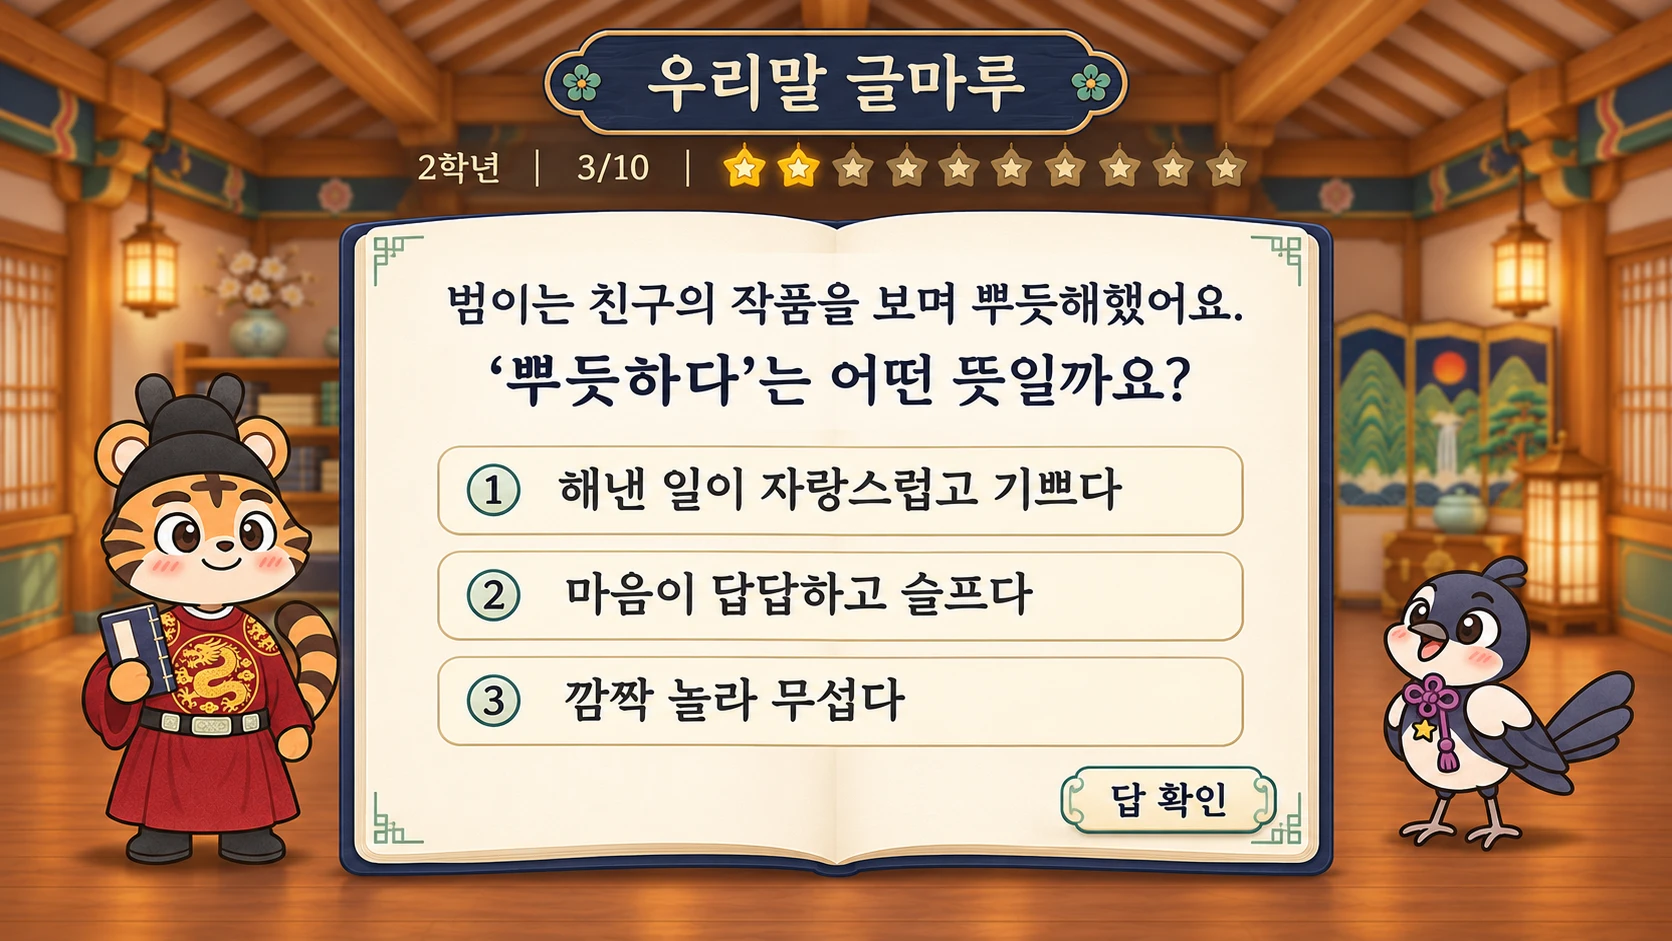 우리말 글마루
2학년 | 3/10 |
범이는 친구의 작품을 보며 뿌듯해했어요.
‘뿌듯하다’는 어떤 뜻일까요?
1 해낸 일이 자랑스럽고 기쁘다
2 마음이 답답하고 슬프다
3 깜짝 놀라 무섭다
답 확인